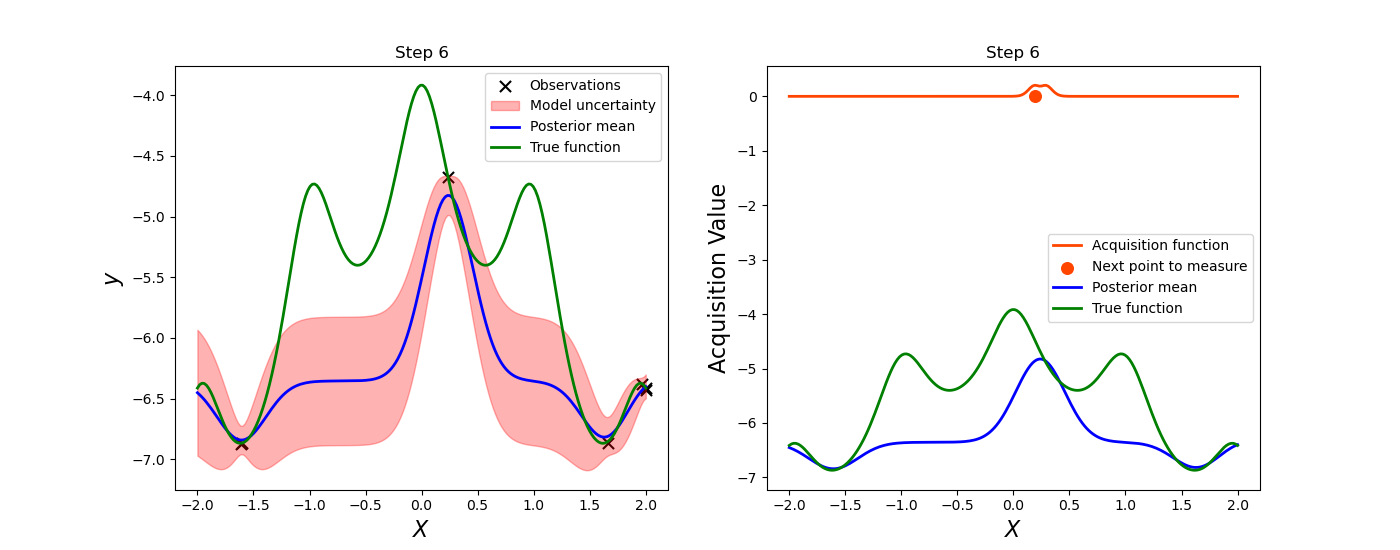 Step 6
−4.0
−4.5
−5.0
−5.5
−6.0
−6.5
−7.0
y
−2.0 −1.5 −1.0 −0.5 0.0 0.5 1.0 1.5 2.0
X
Observations
Model uncertainty
Posterior mean
True function
Step 6
0
−1
−2
−3
−4
−5
−6
−7
Acquisition Value
−2.0 −1.5 −1.0 −0.5 0.0 0.5 1.0 1.5 2.0
X
Acquisition function
Next point to measure
Posterior mean
True function